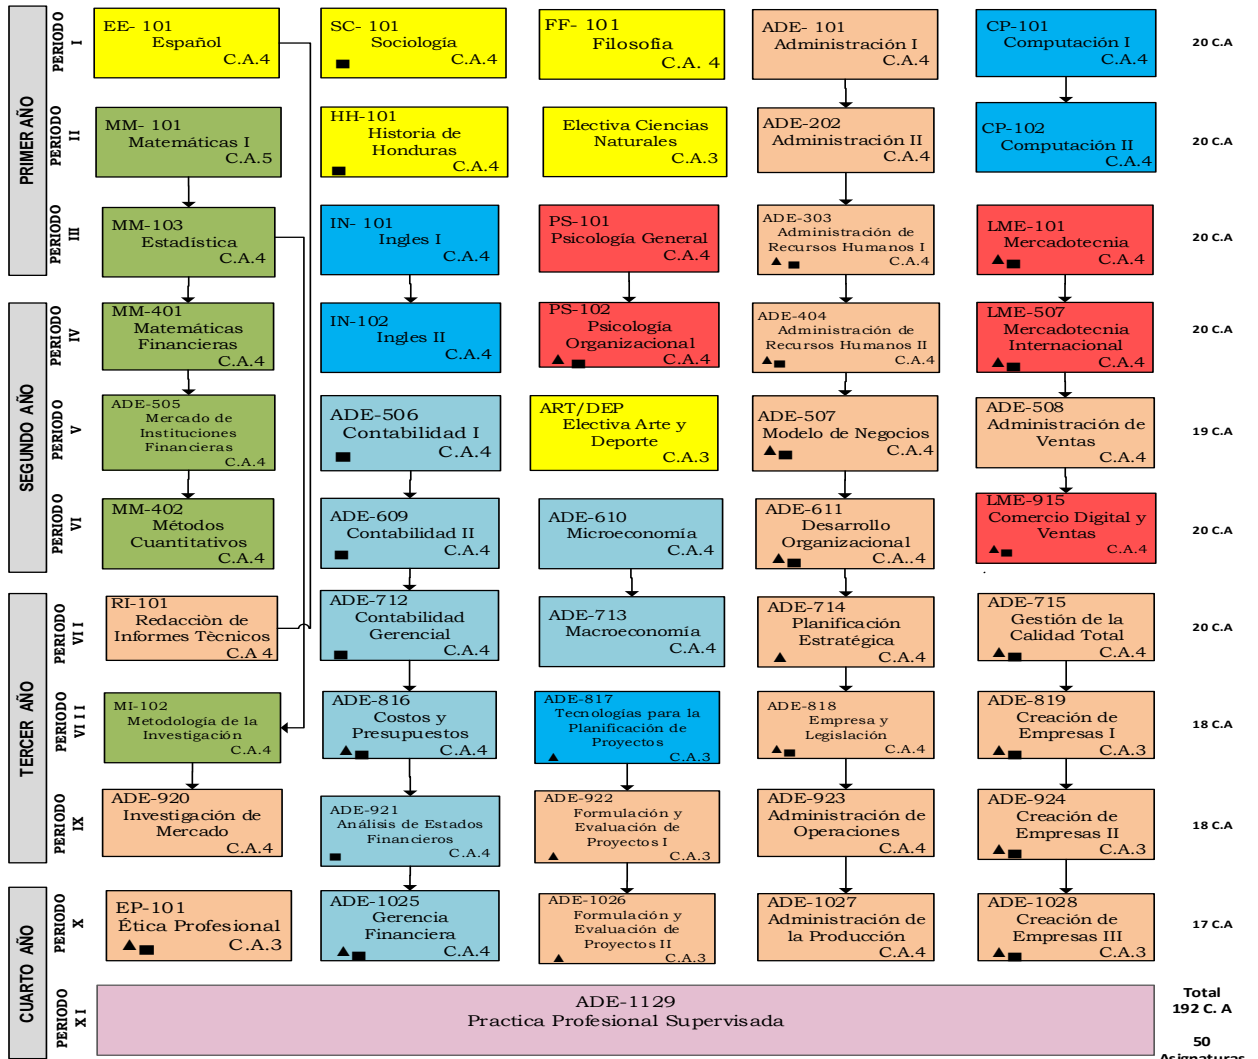 PRIMER AÑO
PERIODO I
EE- 101
Español
C.A.4
SC- 101
Sociología
C.A.4
FF- 101
Filosofía
C.A. 4
ADE- 101
Administración I
C.A.4
CP-101
Computación I
C.A.4
20 C.A
PERIODO II
MM- 101
Matemáticas I
C.A.5
HH-101
Historia de
Honduras
C.A.4
Electiva Ciencias
Naturales
C.A.3
ADE-202
Administración II
C.A.4
CP-102
Computación II
C.A.4
20 C.A
PERIODO III
MM-103
Estadística
C.A.4
IN- 101
Ingles I
C.A.4
PS-101
Psicología General
C.A.4
ADE-303
Administración de
Recursos Humanos I
C.A.4
LME-101
Mercadotecnia
C.A.4
20 C.A
SEGUNDO AÑO
PERIODO IV
MM-401
Matemáticas
Financieras
C.A.4
IN-102
Ingles II
C.A.4
PS-102
Psicología
Organizacional
C.A.4
ADE-404
Administración de
Recursos Humanos II
C.A.4
LME-507
Mercadotecnia
Internacional
C.A.4
20 C.A
PERIODO V
ADE-505
Mercado de
Instituciones
Financieras
C.A.4
ADE-506
Contabilidad I
C.A.4
ART/DEP
Electiva Arte y
Deporte
C.A.3
ADE-507
Modelo de Negocios
C.A.4
ADE-508
Administración de
Ventas
C.A.4
19 C.A
PERIODO VI
MM-402
Métodos
Cuantitativos
C.A.4
ADE-609
Contabilidad II
C.A.4
ADE-610
Microeconomía
C.A.4
ADE-611
Desarrollo
Organizacional
C.A..4
LME-915
Comercio Digital y
Ventas
C.A.4
20 C.A
TERCER AÑO
PERIODO VII
RI-101
Redacciòn de
Informes Tècnicos
C.A 4
ADE-712
Contabilidad
Gerencial
C.A.4
ADE-713
Macroeconomía
C.A.4
ADE-714
Planificación
Estratégica
C.A.4
ADE-715
Gestión de la
Calidad Total
C.A.4
20 C.A
PERIODO VIII
MI-102
Metodología de la
Investigación
C.A.4
ADE-816
Costos y
Presupuestos
C.A.4
ADE-817
Tecnologías para la
Planificación de
Proyectos
C.A.3
ADE-818
Empresa y
Legislación
C.A.4
ADE-819
Creación de
Empresas I
C.A.3
18 C.A
PERIODO IX
ADE-920
Investigación de
Mercado
C.A.4
ADE-921
Análisis de Estados
Financieros
C.A.4
ADE-922
Formulación y
Evaluación de
Proyectos I
C.A.3
ADE-923
Administración de
Operaciones
C.A.4
ADE-924
Creación de
Empresas II
C.A.3
18 C.A
CUARTO AÑO
PERIODO X
EP-101
Ética Profesional
C.A.3
ADE-1025
Gerencia
Financiera
C.A.4
ADE-1026
Formulación y
Evaluación de
Proyectos II
C.A.3
ADE-1027
Administración de
la Producción
C.A.4
ADE-1028
Creación de
Empresas III
C.A.3
17 C.A
PERIODO XI
ADE-1129
Practica Profesional Supervisada
Total
192 C. A
50
Asignaturas